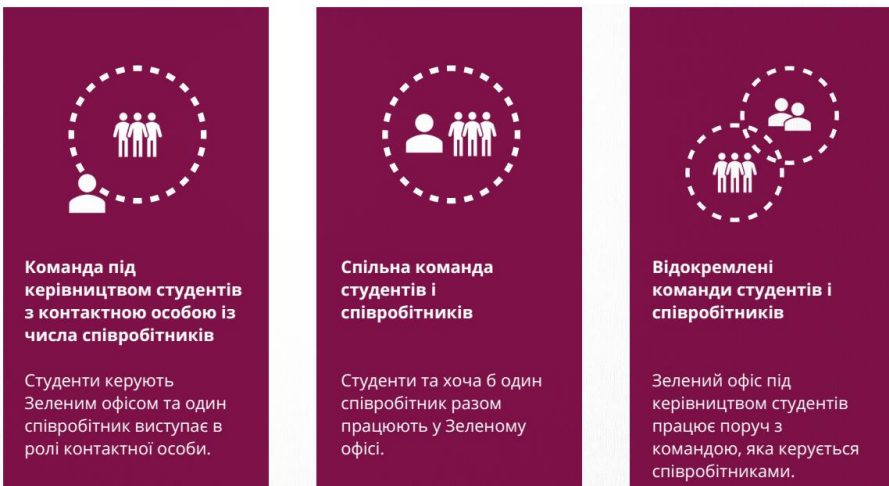 Команда під
керівництвом студентів
з контактною особою із
числа співробітників
Студенти керують
Зеленим офісом та один
співробітник виступає в
ролі контактної особи.
Спільна команда
студентів і
співробітників
Студенти та хоча б один
співробітник разом
працюють у Зеленому
офісі.
Відокремлені
команди студентів і
співробітників
Зелений офіс під
керівництвом студентів
працює поруч з
командою, яка керується
співробітниками.